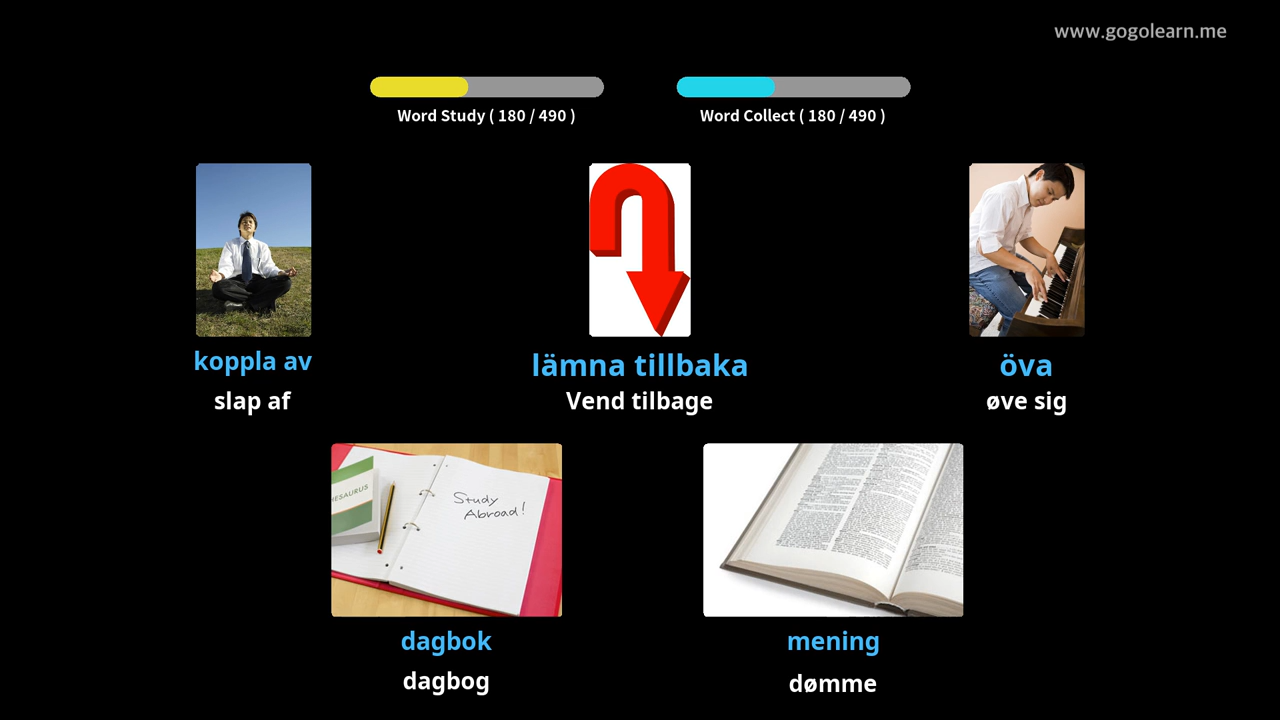 www.gogolearn.me
Word Study ( 180 / 490 )
Word Collect ( 180 / 490 )
koppla av
lämna tillbaka
öva
slap af
Vend tilbage
øve sig
HESAURUS
Study
Abroad!
dagbok
mening
dagbog
dømme